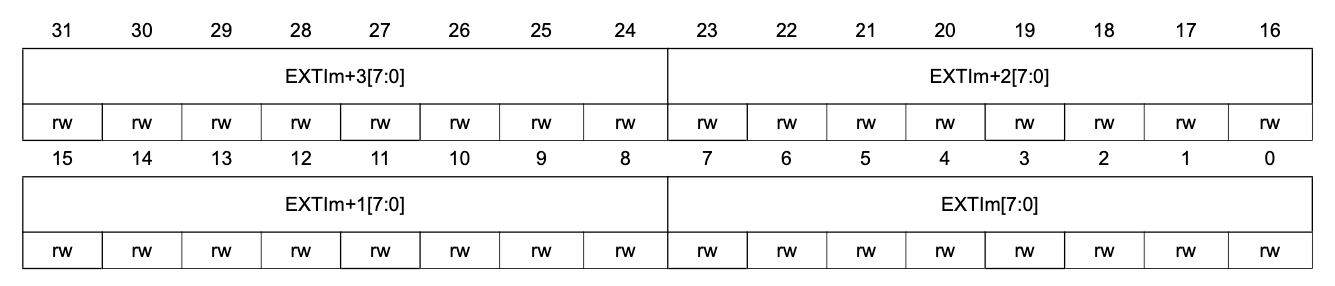 31 30 29 28 27 26 25 24 23 22 21 20 19 18 17 16
EXTIm+3[7:0] EXTIm+2[7:0]
rw rw rw rw rw rw rw rw rw rw rw rw rw rw rw rw
15 14 13 12 11 10 9 8 7 6 5 4 3 2 1 0
EXTIm+1[7:0] EXTIm[7:0]
rw rw rw rw rw rw rw rw rw rw rw rw rw rw rw rw